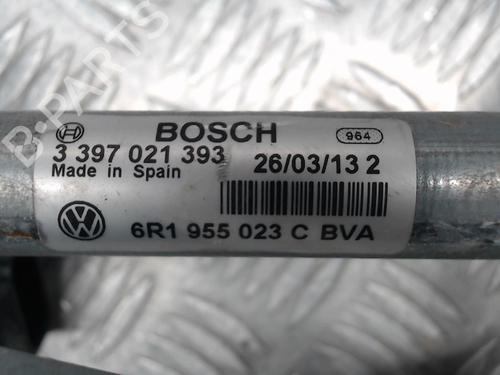 BOSCH
964
3 397 021 393
Made in Spain
26/03/13 2
6R1 955 023 C BVA
B-PARTS